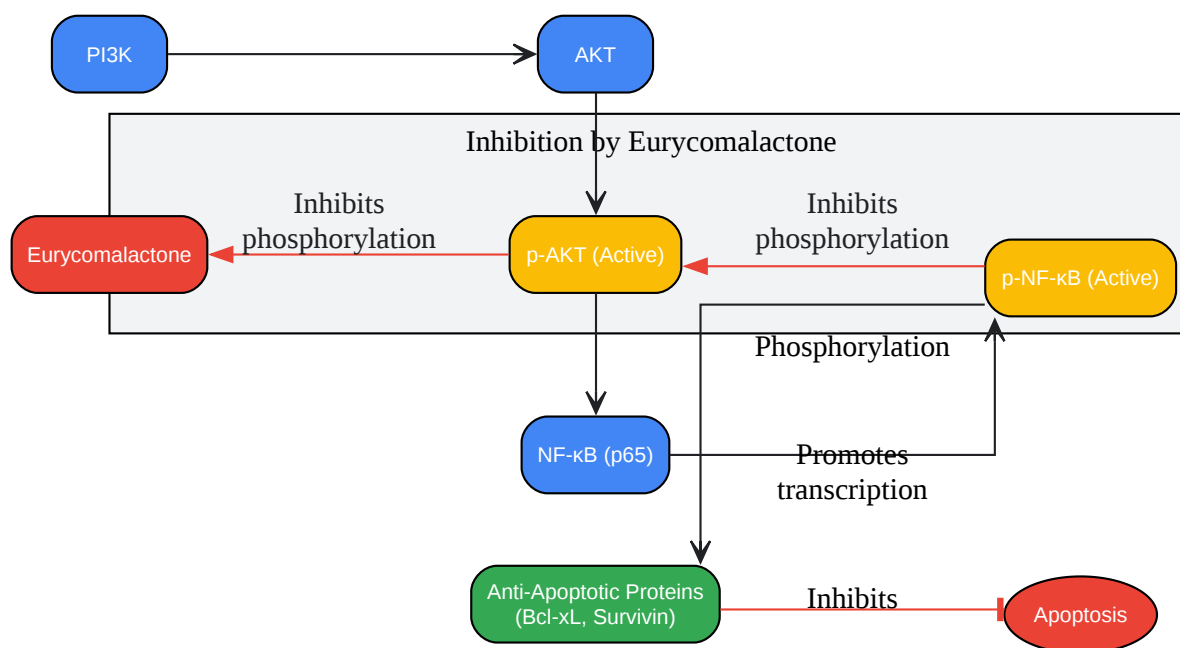 PI3K
AKT
Inhibition by Eurycomalactone
Inhibits
phosphorylation
Inhibits
phosphorylation
Eurycomalactone
p-AKT (Active)
p-NF-κB (Active)
Phosphorylation
NF-κB (p65)
Promotes
transcription
Anti-Apoptotic Proteins
(Bcl-xL, Survivin)
Inhibits
Apoptosis